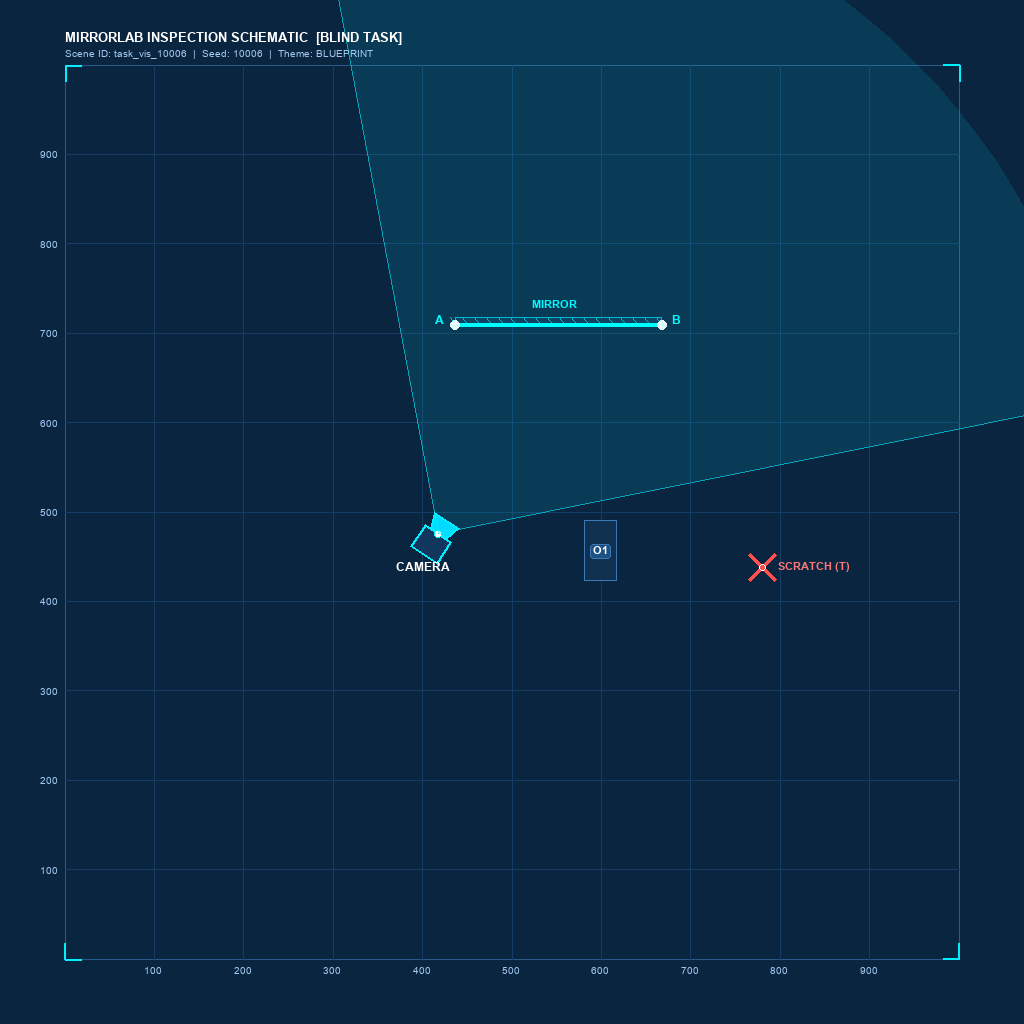 MIRRORLAB INSPECTION SCHEMATIC [BLIND TASK]
Scene ID: task_vis_10006 | Seed: 10006 | Theme: BLUEPRINT
900
800
MIRROR
A
B
700
600
500
O1
CAMERA
SCRATCH (T)
400
300
200
100
100 200 300 400 500 600 700 800 900